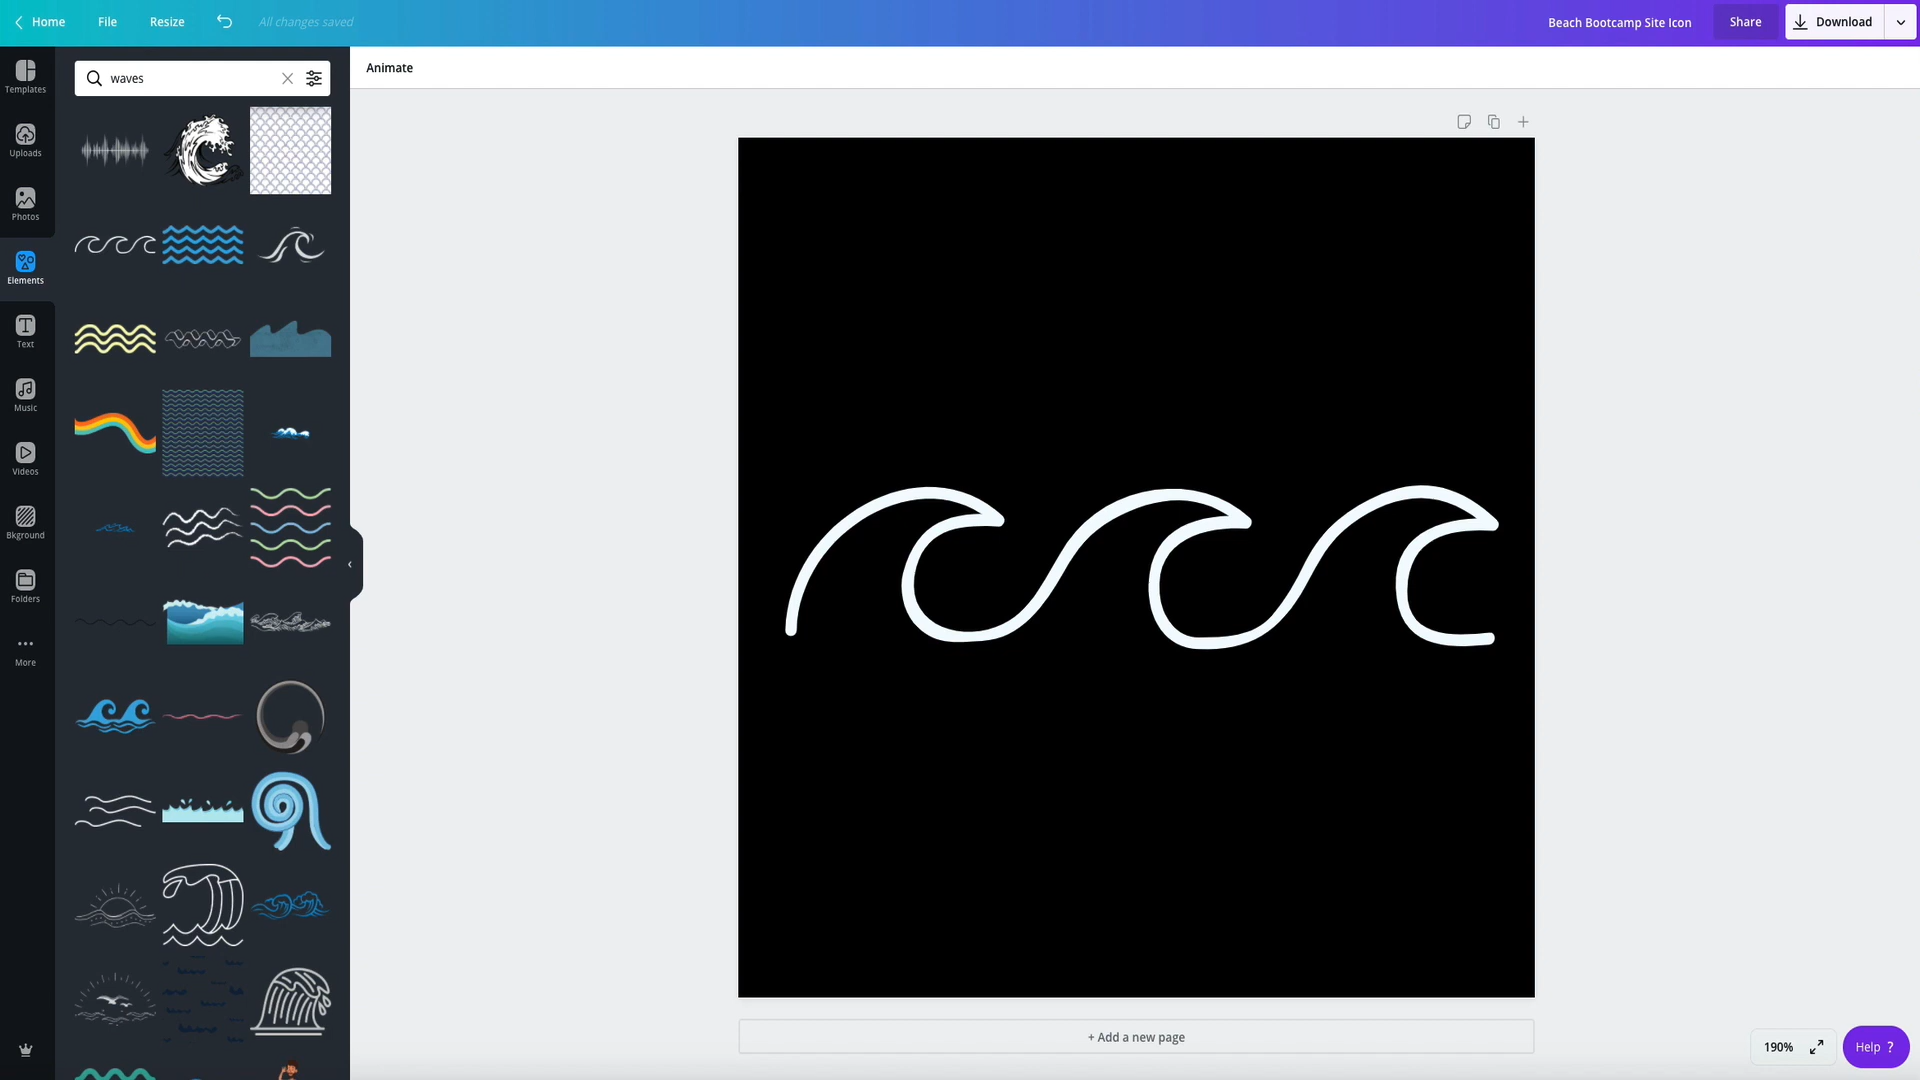 Home File Resize All changes saved Beach Bootcamp Site Icon Share Download
waves
Animate
Templates
Uploads
Photos
Elements
Text
Music
Videos
Bkground
Folders
More
+ Add a new page
190%
Help ?